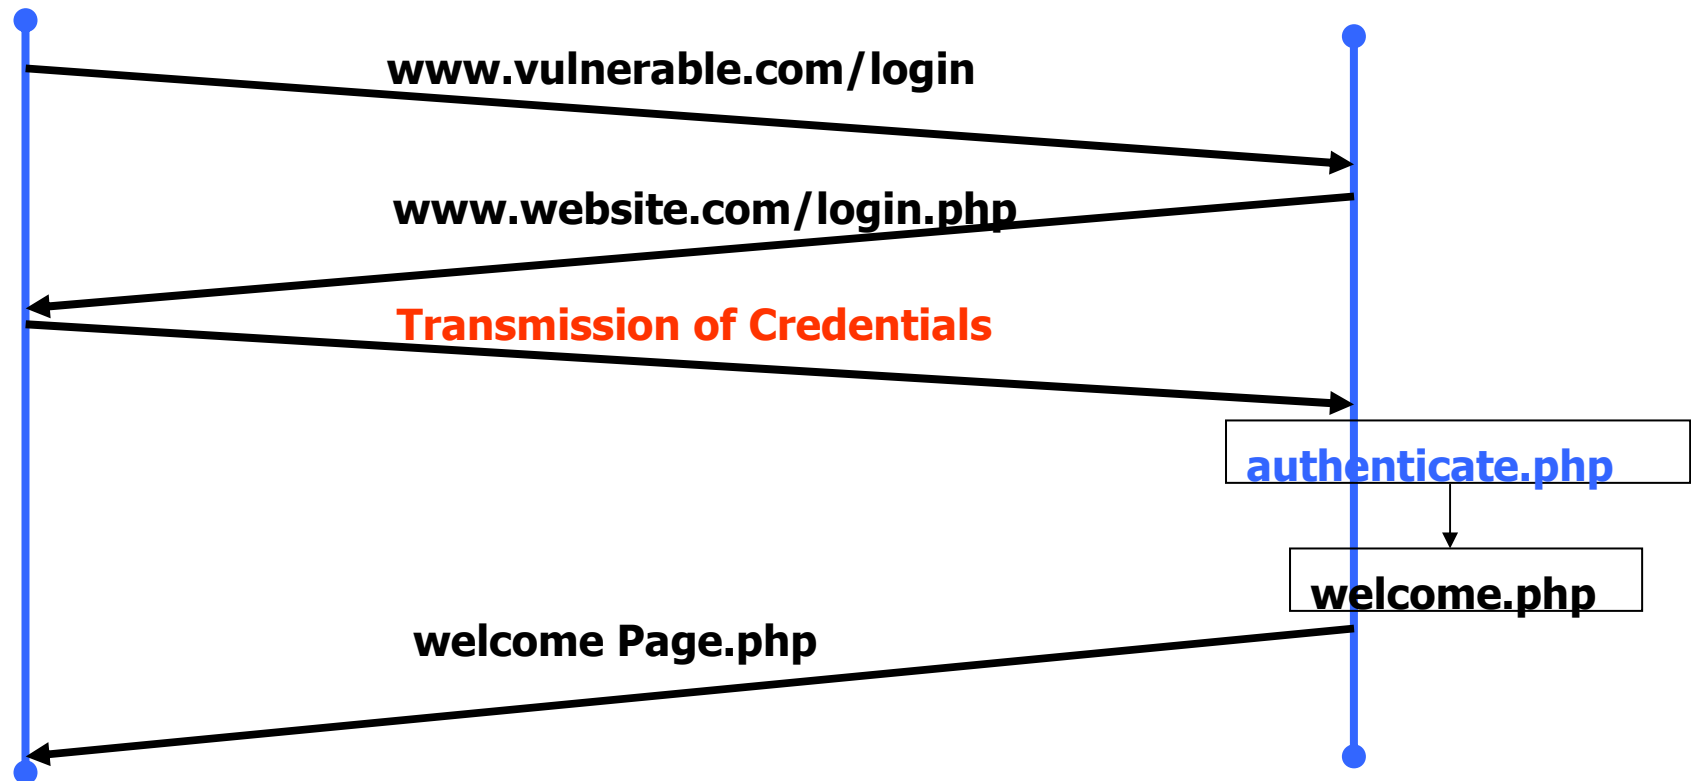 www.vulnerable.com/login
www.website.com/login.php
Transmission of Credentials
authenticate.php
welcome.php
welcome Page.php